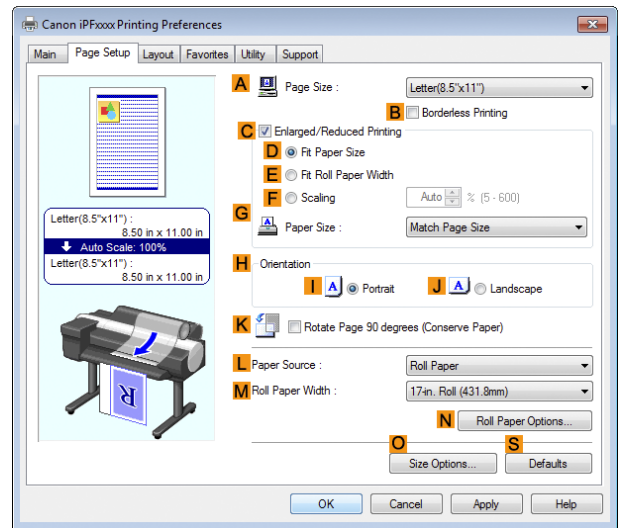 Canon iPFxxxx Printing Preferences
Main Page Setup Layout Favorites Utility Support
A Page Size : Letter(8.5"x11")
B Borderless Printing
C Enlarged/Reduced Printing
D Fit Paper Size
E Fit Roll Paper Width
F Scaling Auto % (5 - 600)
G Paper Size : Match Page Size
Letter(8.5"x11") :
8.50 in x 11.00 in
Auto Scale: 100%
Letter(8.5"x11") :
8.50 in x 11.00 in
H Orientation
I A Portrait J A Landscape
K Rotate Page 90 degrees (Conserve Paper)
L Paper Source : Roll Paper
M Roll Paper Width : 17-in. Roll (431.8mm)
R
N Roll Paper Options...
O S
Size Options... Defaults
OK Cancel Apply Help